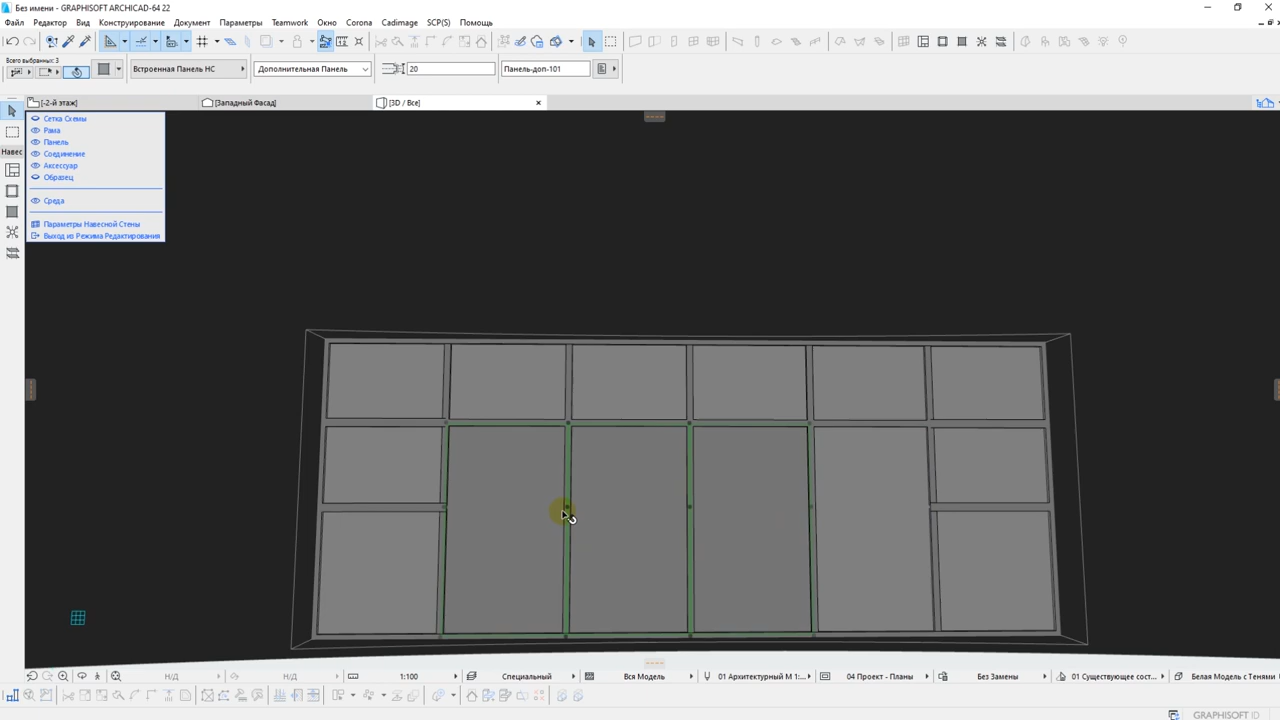 Без имени - GRAPHISOFT ARCHICAD-64 22
Файл Редактор Вид Конструирование Документ Параметры Teamwork Окно Corona Cadimage SCP(S) Помощь
Всего выбранных: 3
Встроенная Панель НС
Дополнительная Панель
20
Панель-доп-101
[-2-й этаж]
[Западный Фасад]
[3D / Все]
Сетка Схемы
Рама
Панель
Навес
Соединение
Аксессуар
Образец
Среда
Параметры Навесной Стены
Выход из Режима Редактирования
Н/Д
Н/Д
1:100
Специальный
Вся Модель
01 Архитектурный М 1:...
04 Проект - Планы
Без Замены
01 Существующее сост...
Белая Модель с Тенями
GRAPHISOFT ID